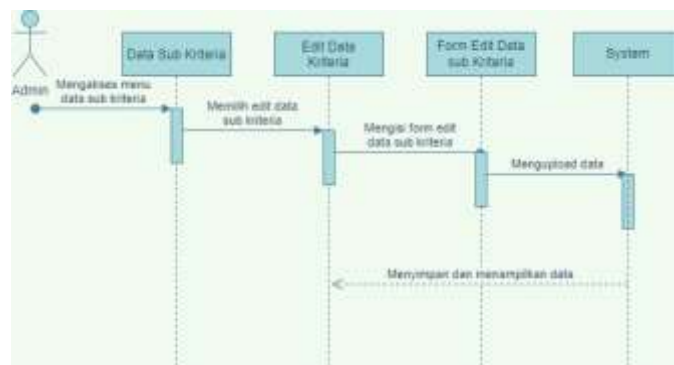 Data Sub Kriteria
Edit Data
Kriteria
Form Edit Data
sub Kriteria
System
Admin
Mengakses menu
data sub kriteria
Memilih edit data
sub kriteria
Mengisi form edit
data sub kriteria
Mengupload data
Menyimpan dan menampilkan data